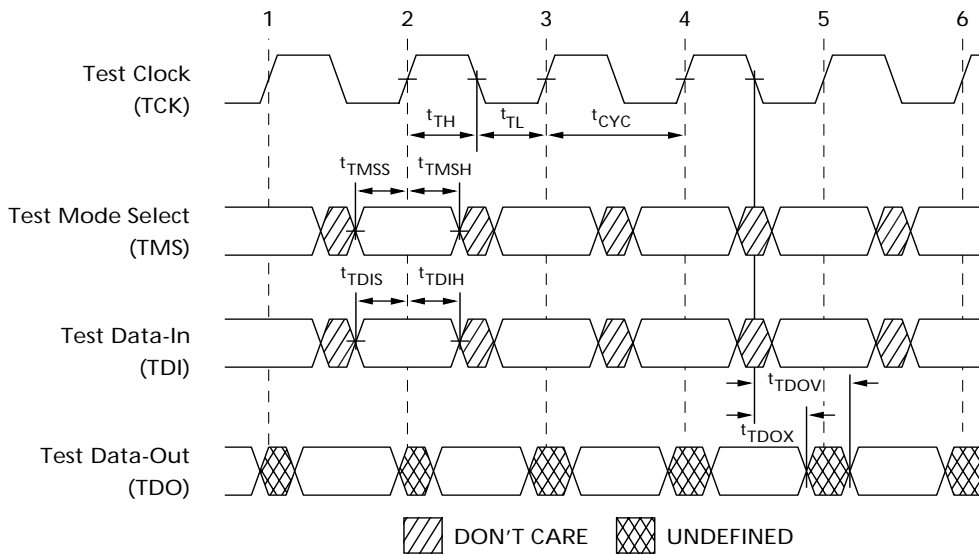 1 2 3 4 5 6
Test Clock
(TCK)
tTH tTL tCYC
tTMSS tTMSH
Test Mode Select
(TMS)
tTDIS tTDIH
Test Data-In
(TDI)
tTDOV
tTDOX
Test Data-Out
(TDO)
DON'T CARE UNDEFINED